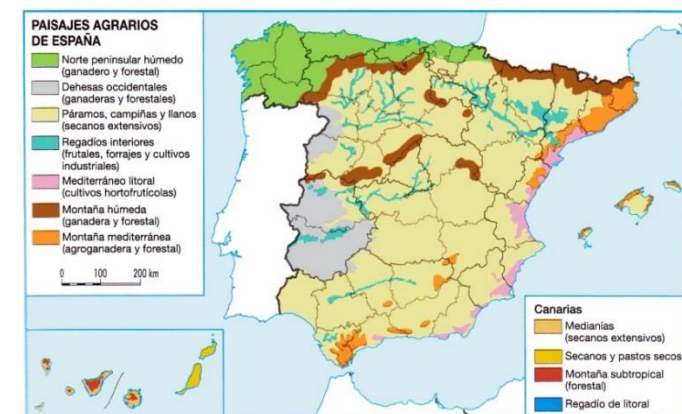 PAISAJES AGRARIOS
DE ESPAÑA
Norte peninsular húmedo
(ganadero y forestal)
Dehesas occidentales
(ganaderas y forestales)
Páramos, campiñas y llanos
(secanos extensivos)
Regadíos interiores
(frutales, forrajes y cultivos
industriales)
Mediterráneo litoral
(cultivos hortofrutícolas)
Montaña húmeda
(ganadera y forestal)
Montaña mediterránea
(agroganadera y forestal)
0 100 200 km
Canarias
Medianías
(secanos extensivos)
Secanos y pastos secos
Montaña subtropical
(forestal)
Regadío de litoral